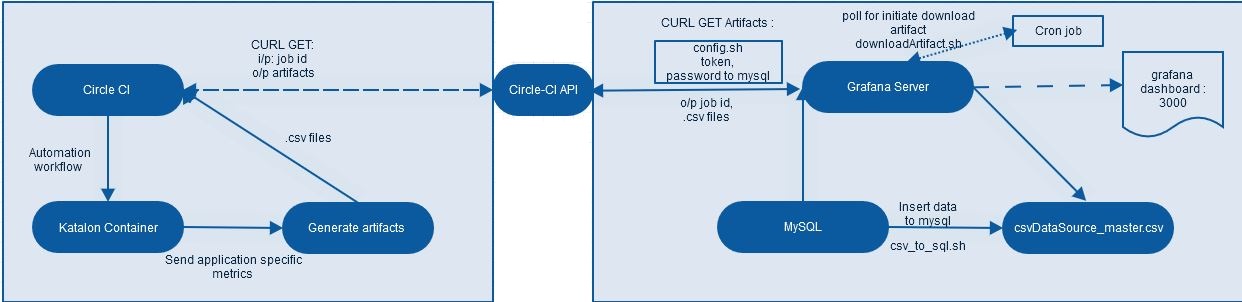 CURL GET:
i/p: job id
o/p artifacts
Circle CI
.csv files
Automation
workflow
Katalon Container
Generate artifacts
Send application specific
metrics
Circle-CI API
CURL GET Artifacts :
config.sh
token,
password to mysql
o/p job id,
.csv files
poll for initiate download
artifact
downloadArtifact.sh
Cron job
Grafana Server
grafana
dashboard :
3000
MySQL
Insert data
to mysql
csv_to_sql.sh
csvDataSource_master.csv